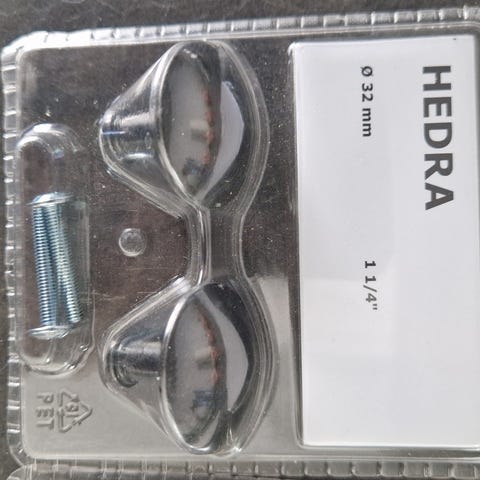 HEDRA
Ø 32 mm
1 1/4"
PET